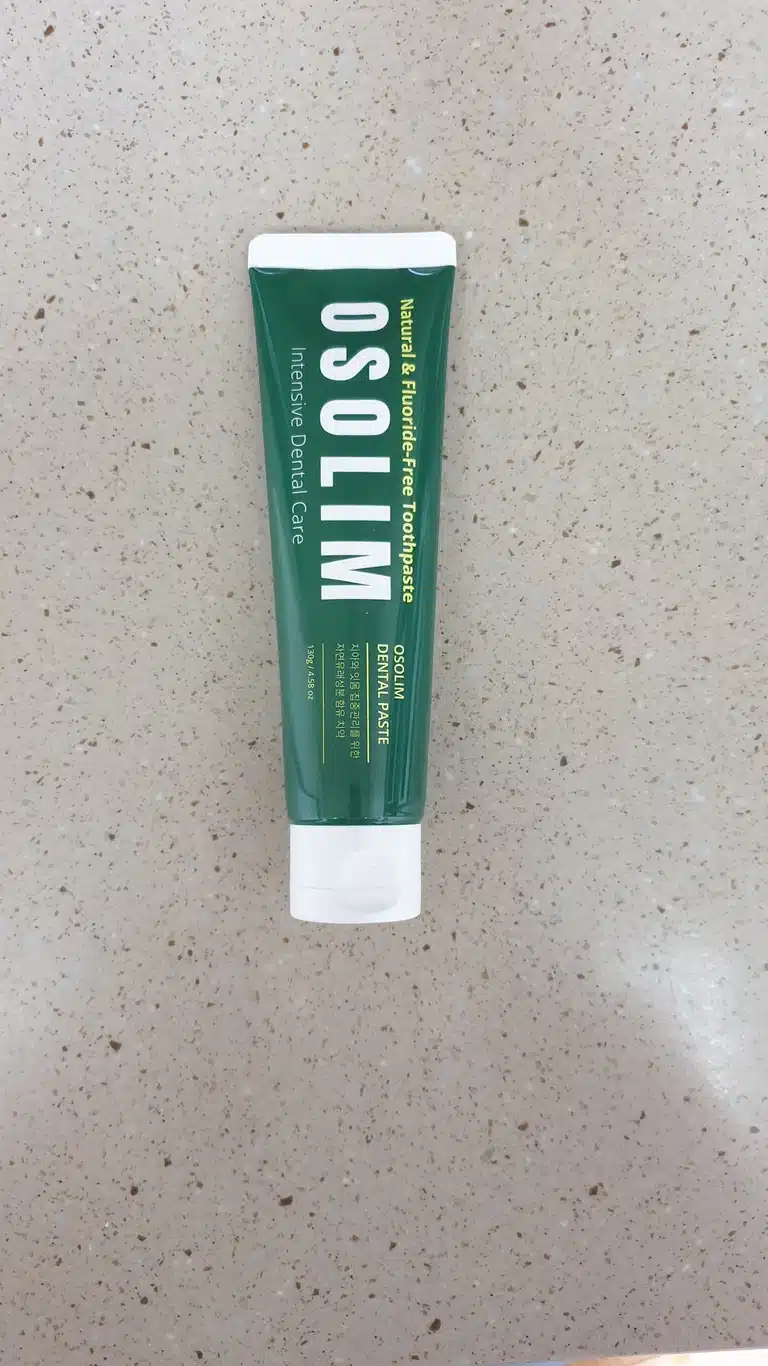 Natural & Fluoride-Free Toothpaste
OSOLIM
Intensive Dental Care
OSOLIM
DENTAL PASTE
치아와 잇몸 집중관리를 위한
자연유래성분 함유 치약
130g / 4.58 oz